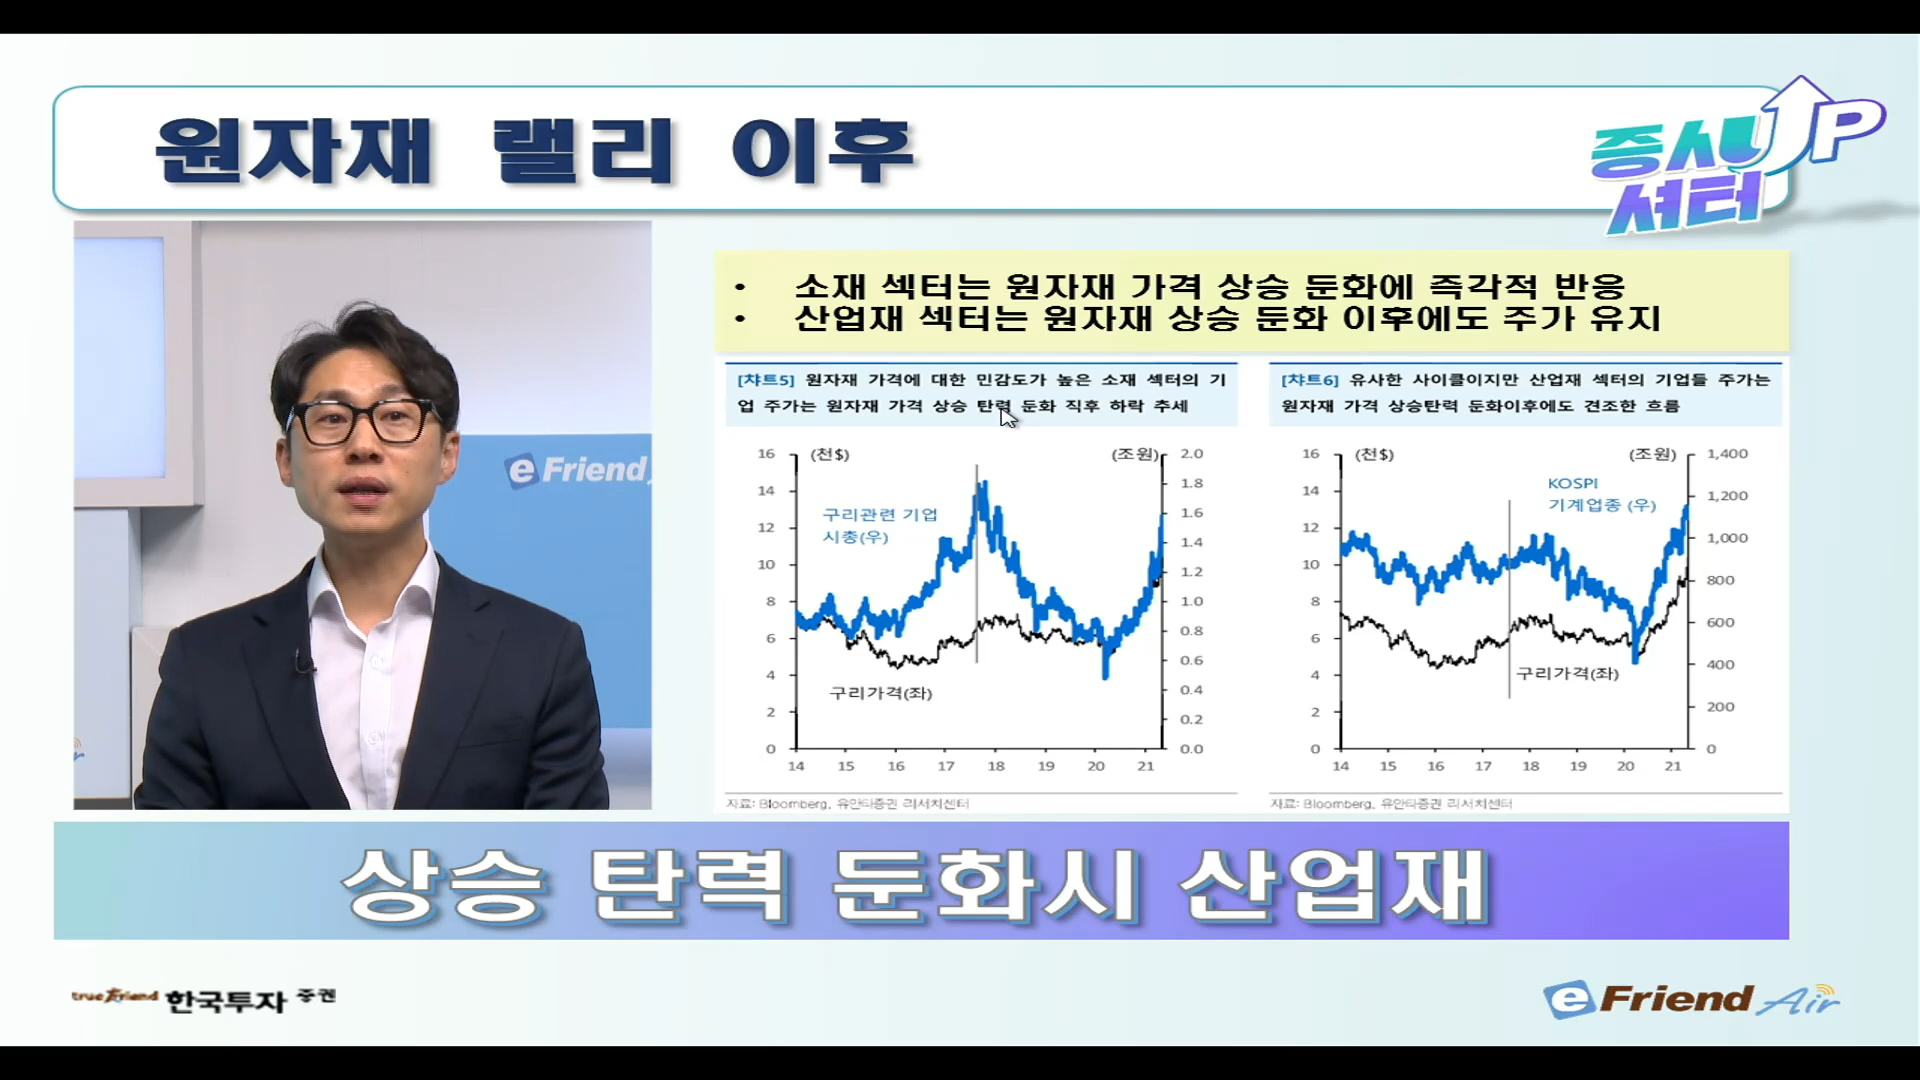 원자재 랠리 이후
증시UP
셔터
eFriend
• 소재 섹터는 원자재 가격 상승 둔화에 즉각적 반응
• 산업재 섹터는 원자재 상승 둔화 이후에도 주가 유지
[챠트5] 원자재 가격에 대한 민감도가 높은 소재 섹터의 기
업 주가는 원자재 가격 상승 탄력 둔화 직후 하락 추세
(천$)
(조원)
16
14
12
10
8
6
4
2
0
2.0
1.8
1.6
1.4
1.2
1.0
0.8
0.6
0.4
0.2
0.0
구리관련 기업
시총(우)
구리가격(좌)
14 15 16 17 18 19 20 21
자료: Bloomberg, 유안타증권 리서치센터
[챠트6] 유사한 사이클이지만 산업재 섹터의 기업들 주가는
원자재 가격 상승탄력 둔화이후에도 견조한 흐름
(천$)
(조원)
16
14
12
10
8
6
4
2
0
1,400
1,200
1,000
800
600
400
200
0
KOSPI
기계업종 (우)
구리가격(좌)
14 15 16 17 18 19 20 21
자료: Bloomberg, 유안타증권 리서치센터
상승 탄력 둔화시 산업재
true Friend 한국투자증권
eFriend Air